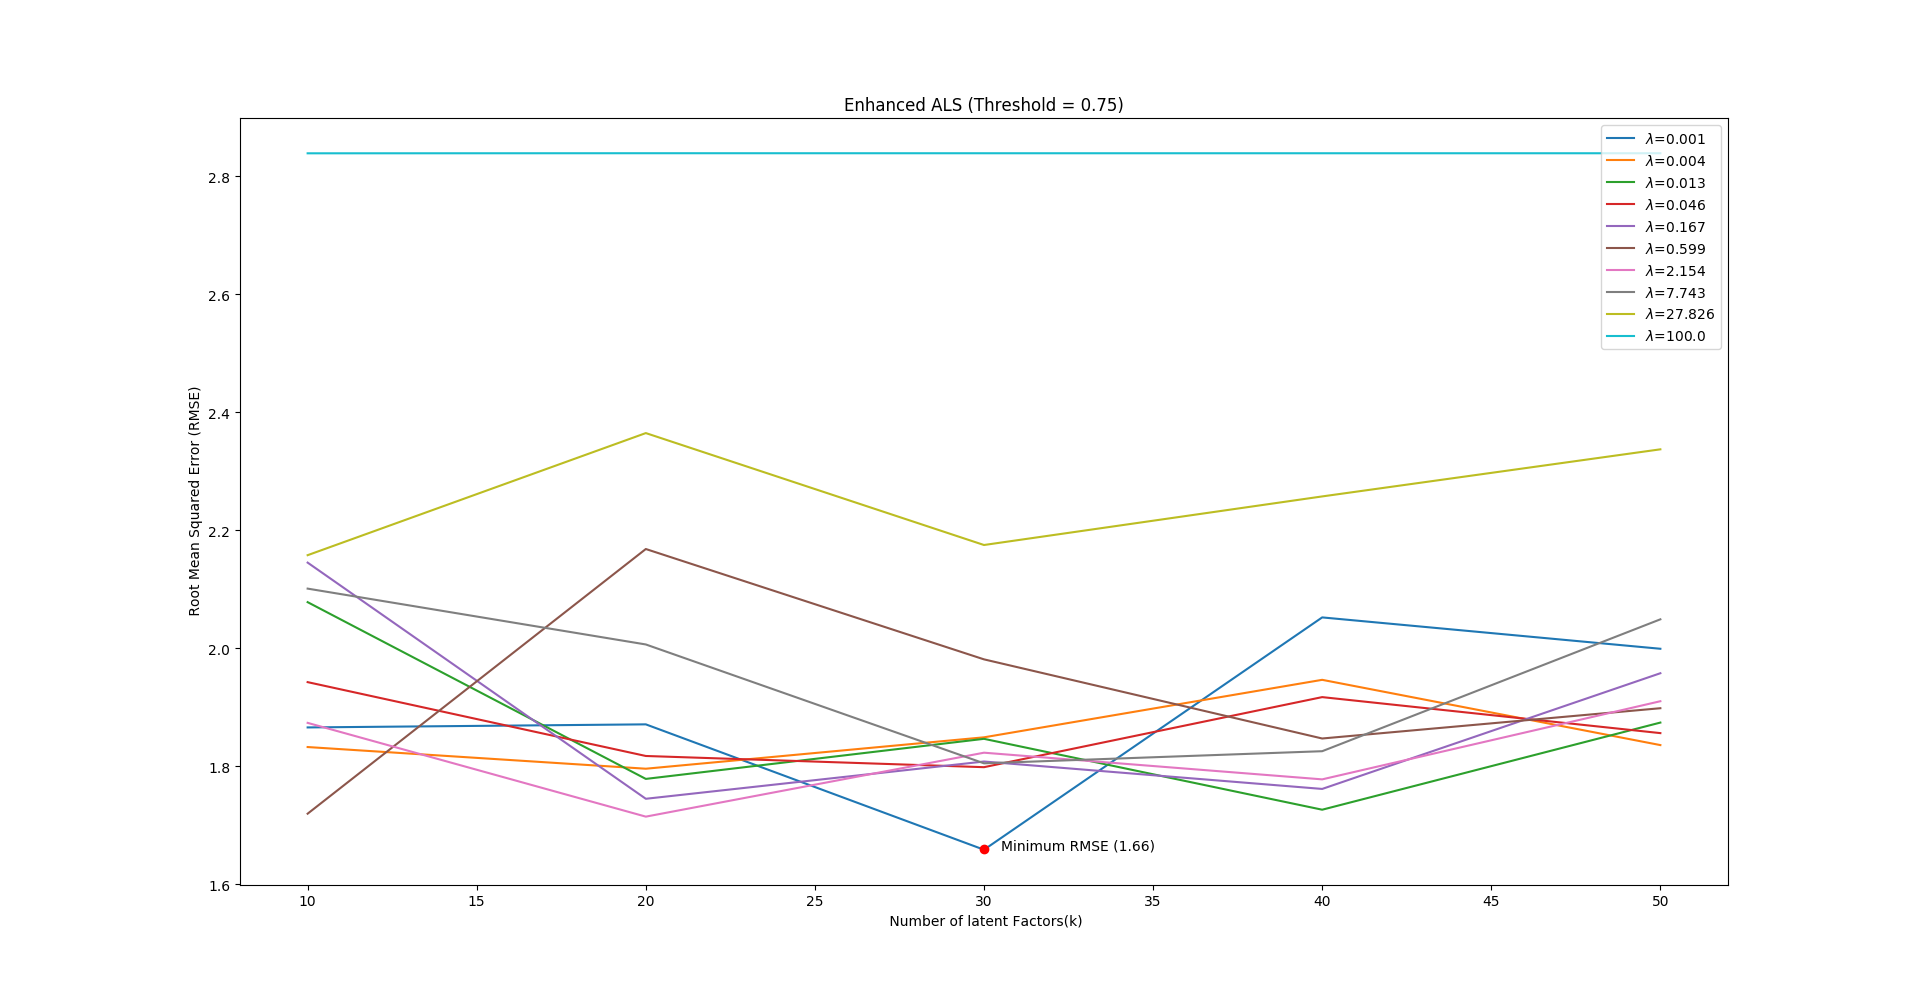 Enhanced ALS (Threshold = 0.75)
λ=0.001
λ=0.004
λ=0.013
λ=0.046
λ=0.167
λ=0.599
λ=2.154
λ=7.743
λ=27.826
λ=100.0
Root Mean Squared Error (RMSE)
2.8
2.6
2.4
2.2
2.0
1.8
1.6
Minimum RMSE (1.66)
10 15 20 25 30 35 40 45 50
Number of latent Factors(k)